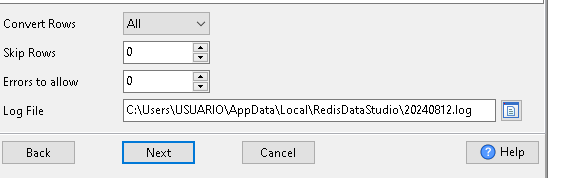 Convert Rows All
Skip Rows 0
Errors to allow 0
Log File C:\Users\USUARIO\AppData\Local\RedisDataStudio\20240812.log
Back Next Cancel Help